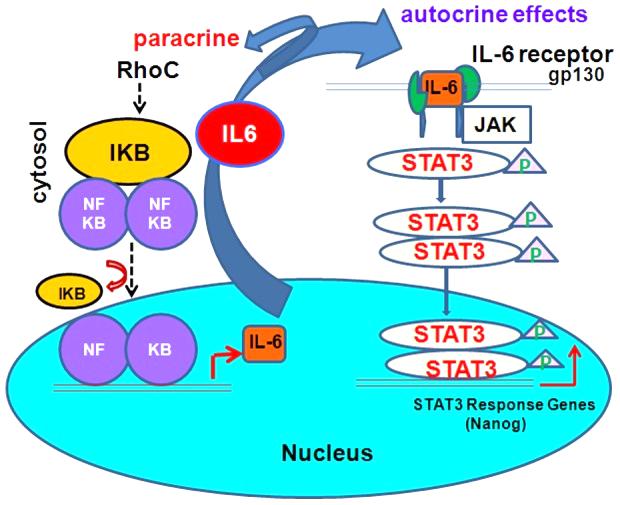 autocrine effects
paracrine
RhoC
IL-6 receptor
gp130
cytosol
IKB
IL6
IL-6
JAK
STAT3
P
NF
KB
NF
KB
STAT3
P
STAT3
P
IKB
NF
KB
IL-6
STAT3
P
STAT3
P
STAT3 Response Genes
(Nanog)
Nucleus